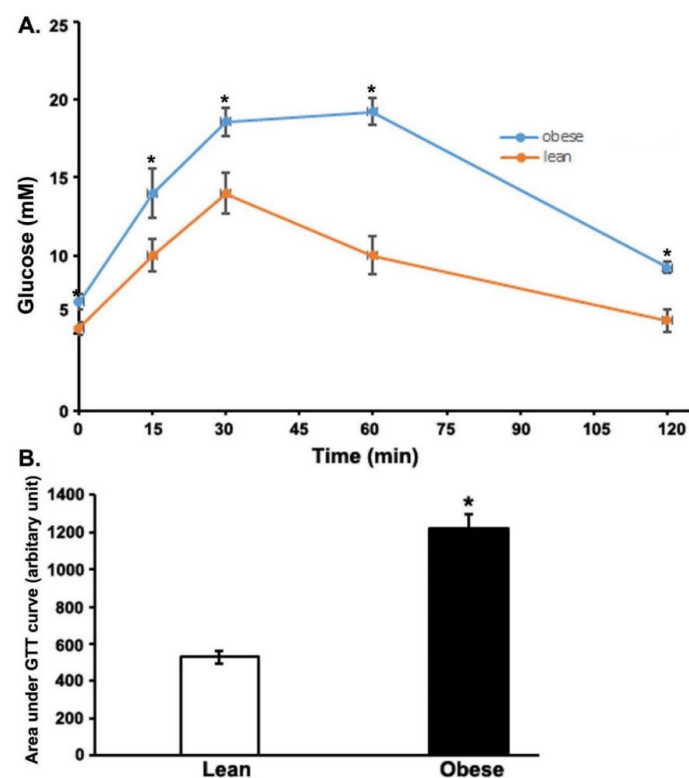 A.
25
20
15
10
5
0
Glucose (mM)
*
*
*
*
*
obese
lean
0 15 30 45 60 75 90 105 120
Time (min)
B.
1400
1200
1000
800
600
400
200
0
Area under GTT curve (arbitary unit)
*
Lean Obese